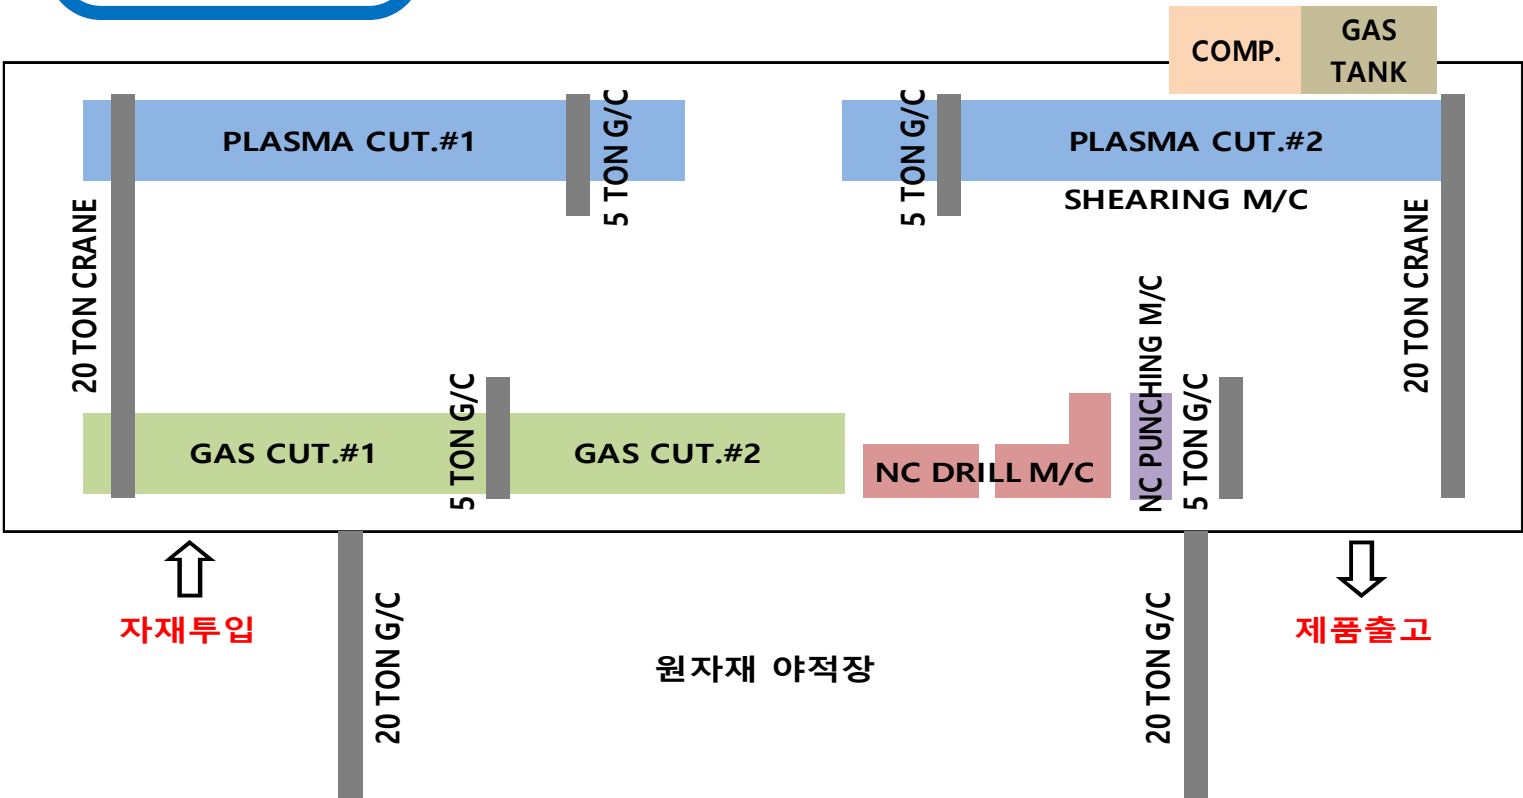 COMP.
GAS
TANK
PLASMA CUT.#1
5 TON G/C
5 TON G/C
PLASMA CUT.#2
SHEARING M/C
20 TON CRANE
20 TON CRANE
GAS CUT.#1
5 TON G/C
GAS CUT.#2
NC DRILL M/C
NC PUNCHING M/C
5 TON G/C
자재투입
20 TON G/C
원자재 야적장
20 TON G/C
제품출고